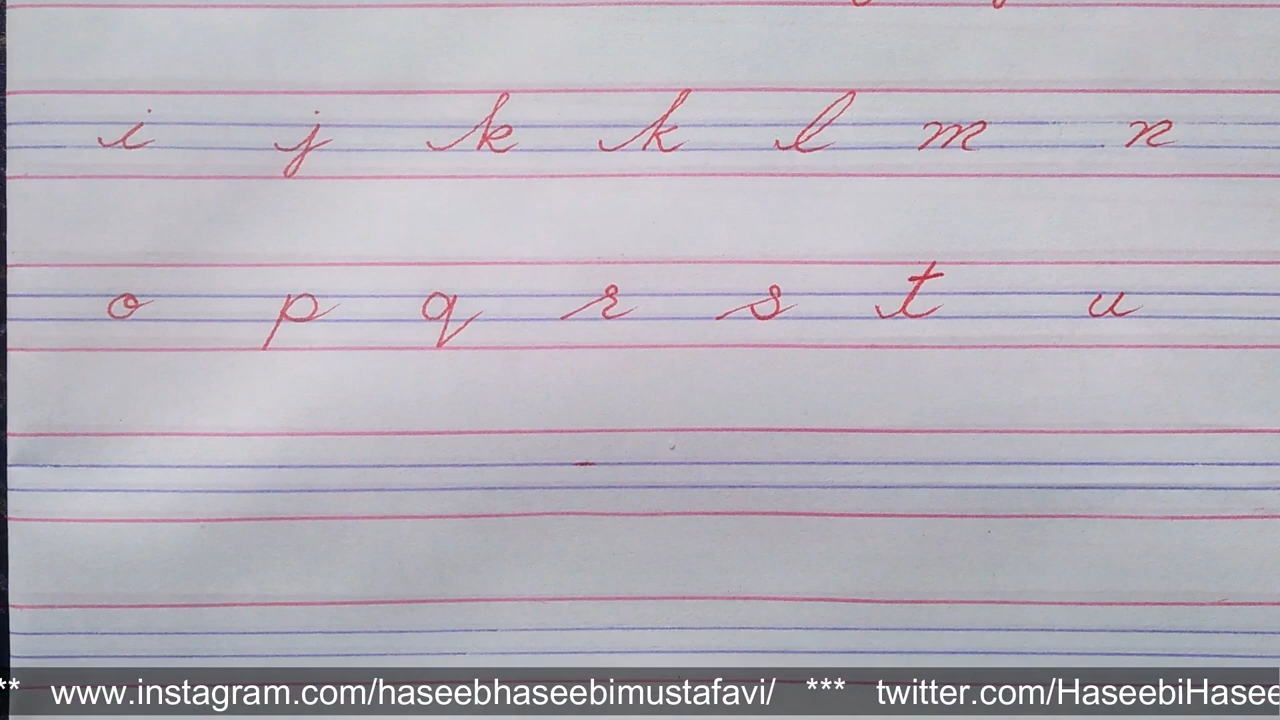 i j k k l m n
o p q r s t u
** www.instagram.com/haseebhaseebimustafavi/ *** twitter.com/HaseebiHasee